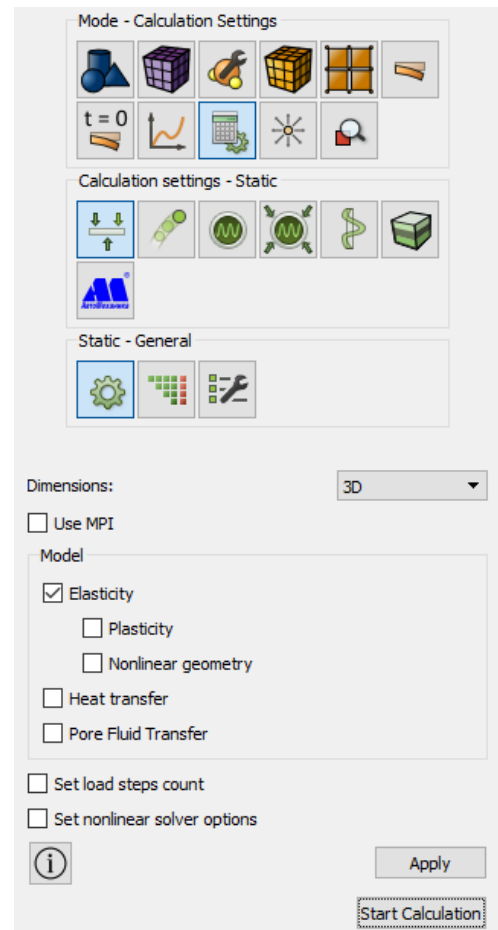 Mode - Calculation Settings
t = 0
Calculation settings - Static
АвтоМеханика
Static - General
Dimensions:
3D
Use MPI
Model
Elasticity
Plasticity
Nonlinear geometry
Heat transfer
Pore Fluid Transfer
Set load steps count
Set nonlinear solver options
i
Apply
Start Calculation